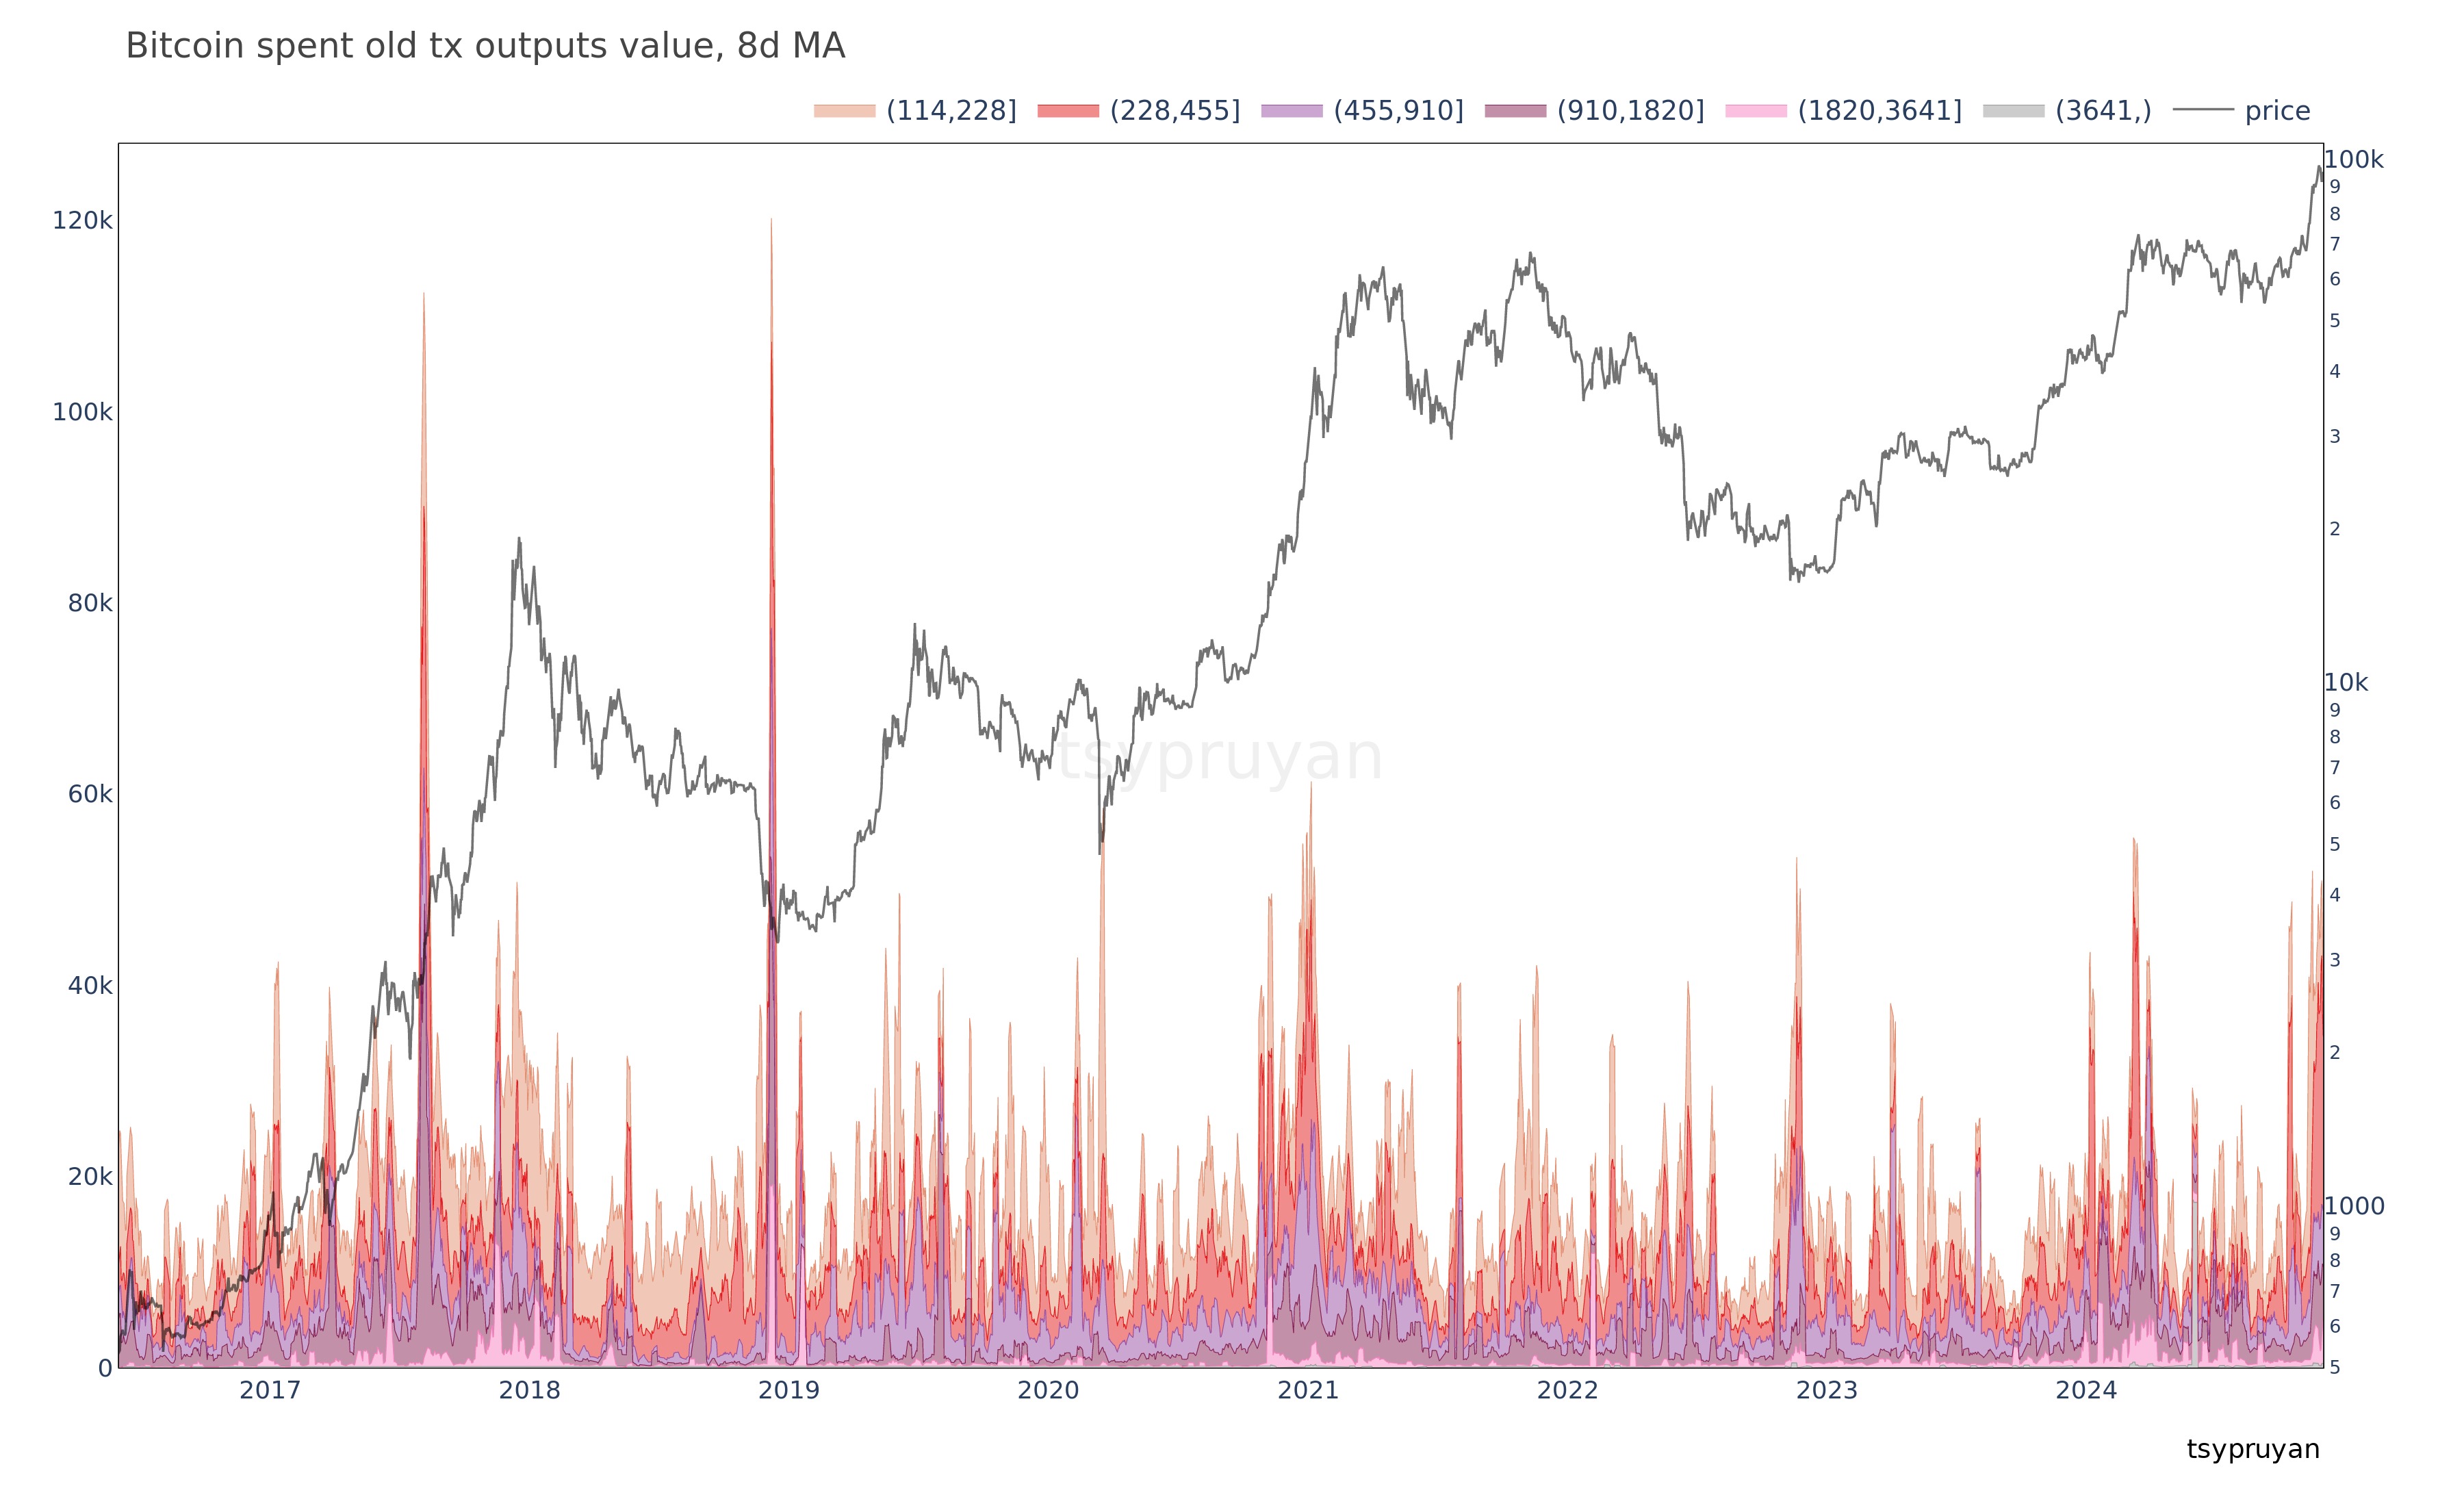 Bitcoin spent old tx outputs value, 8d MA
(114,228] (228,455] (455,910] (910,1820] (1820,3641] (3641,) price
120k
100k
80k
60k
40k
20k
0
100k
9
8
7
6
5
4
3
2
10k
9
8
7
6
5
4
3
2
1000
9
8
7
6
5
tsypruyan
2017 2018 2019 2020 2021 2022 2023 2024
tsypruyan